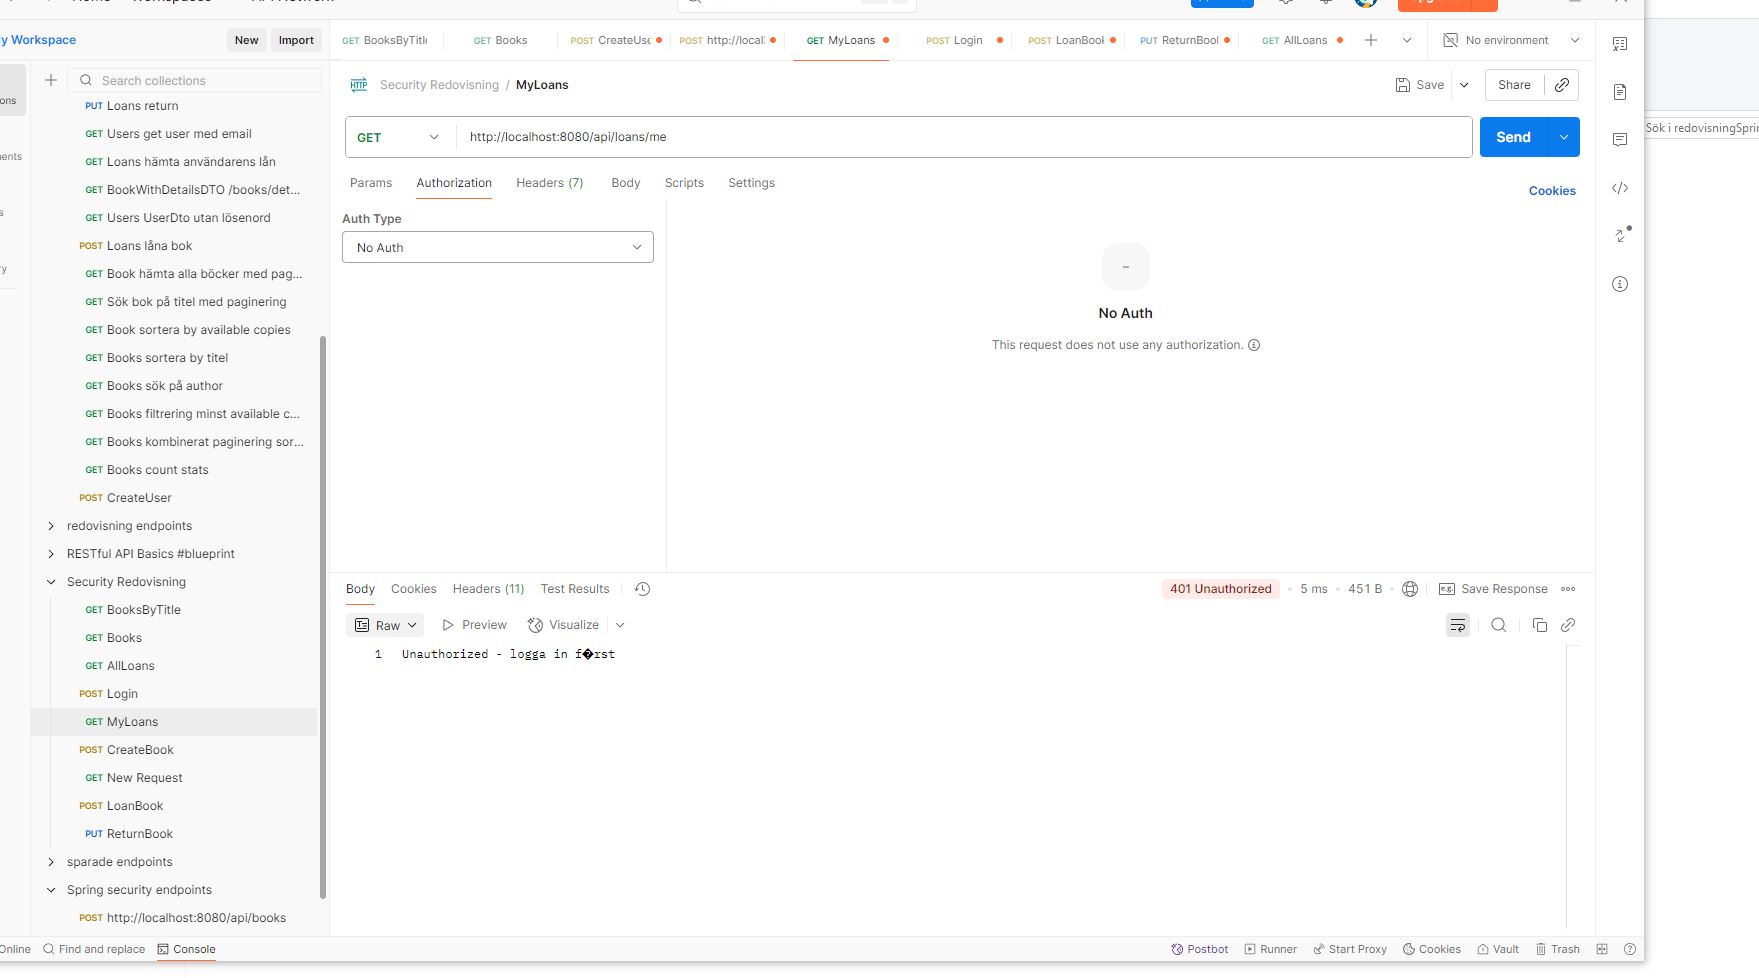 y Workspace
New
Import
GET BooksByTitle
GET Books
POST CreateUse
POST http://local:
GET MyLoans
POST Login
POST LoanBook
PUT ReturnBool
GET AllLoans
No environment
ons
Search collections
Security Redovisning / MyLoans
Save
Share
GET
http://localhost:8080/api/loans/me
Send
Params
Authorization
Headers (7)
Body
Scripts
Settings
Cookies
Auth Type
No Auth
-
No Auth
This request does not use any authorization.
Sök i redovisningSprin
ents
s
ry
PUT Loans return
GET Users get user med email
GET Loans hämta användarens lån
GET BookWithDetailsDTO /books/det...
GET Users UserDto utan lösenord
POST Loans låna bok
GET Book hämta alla böcker med pag...
GET Sök bok på titel med paginering
GET Book sortera by available copies
GET Books sortera by titel
GET Books sök på author
GET Books filtrering minst available c...
GET Books kombinerat paginering sor...
GET Books count stats
POST CreateUser
redovisning endpoints
RESTful API Basics #blueprint
Security Redovisning
GET BooksByTitle
GET Books
GET AllLoans
POST Login
GET MyLoans
POST CreateBook
GET New Request
POST LoanBook
PUT ReturnBook
sparade endpoints
Spring security endpoints
POST http://localhost:8080/api/books
Body
Cookies
Headers (11)
Test Results
401 Unauthorized
5 ms
451 B
e.g. Save Response
Raw
Preview
Visualize
1 Unauthorized - logga in f�rst
Online
Find and replace
Console
Postbot
Runner
Start Proxy
Cookies
Vault
Trash